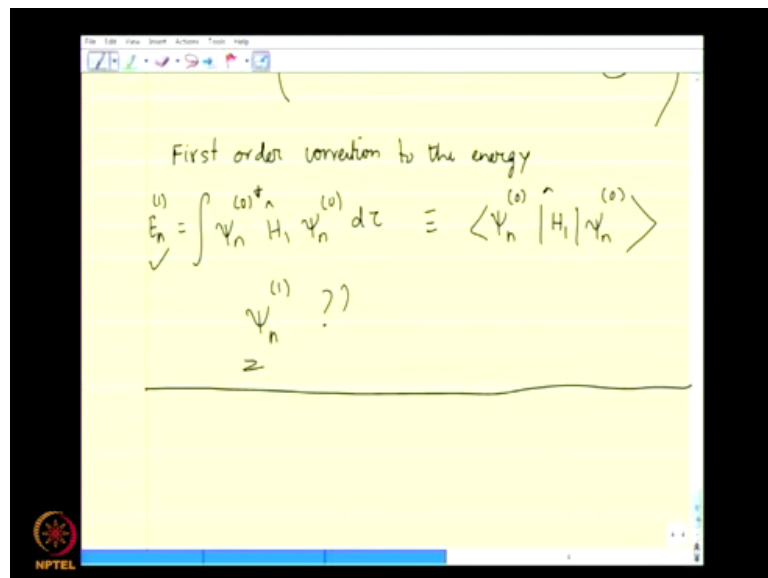 File Edit View Insert Actions Tools Help
First order correction to the energy
E_n^{(1)} = ∫ ψ_n^{(0)*} Ĥ_1 ψ_n^{(0)} dτ ≡ ⟨ψ_n^{(0)} | Ĥ_1 | ψ_n^{(0)}⟩
ψ_n^{(1)} ??
NPTEL